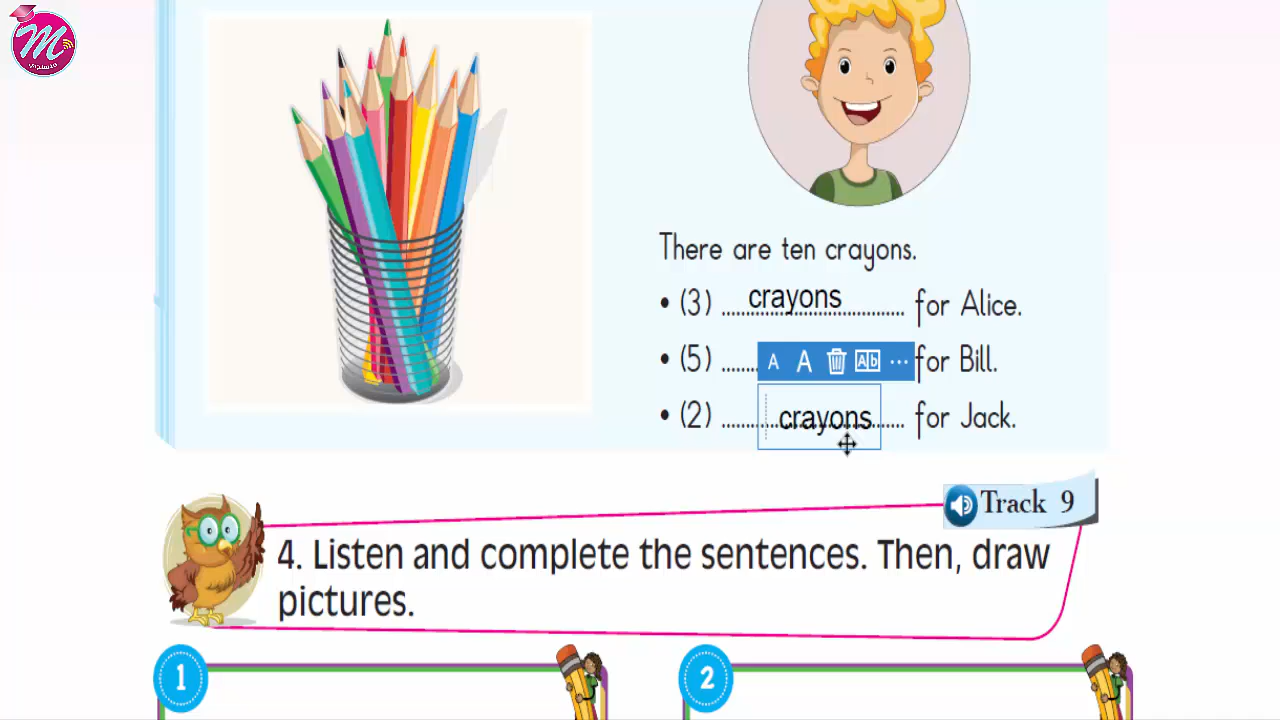 M
There are ten crayons.
• (3) ......crayons...... for Alice.
• (5) ...... for Bill.
A A Ab ...
• (2) ......crayons...... for Jack.
Track 9
4. Listen and complete the sentences. Then, draw
pictures.
1 2